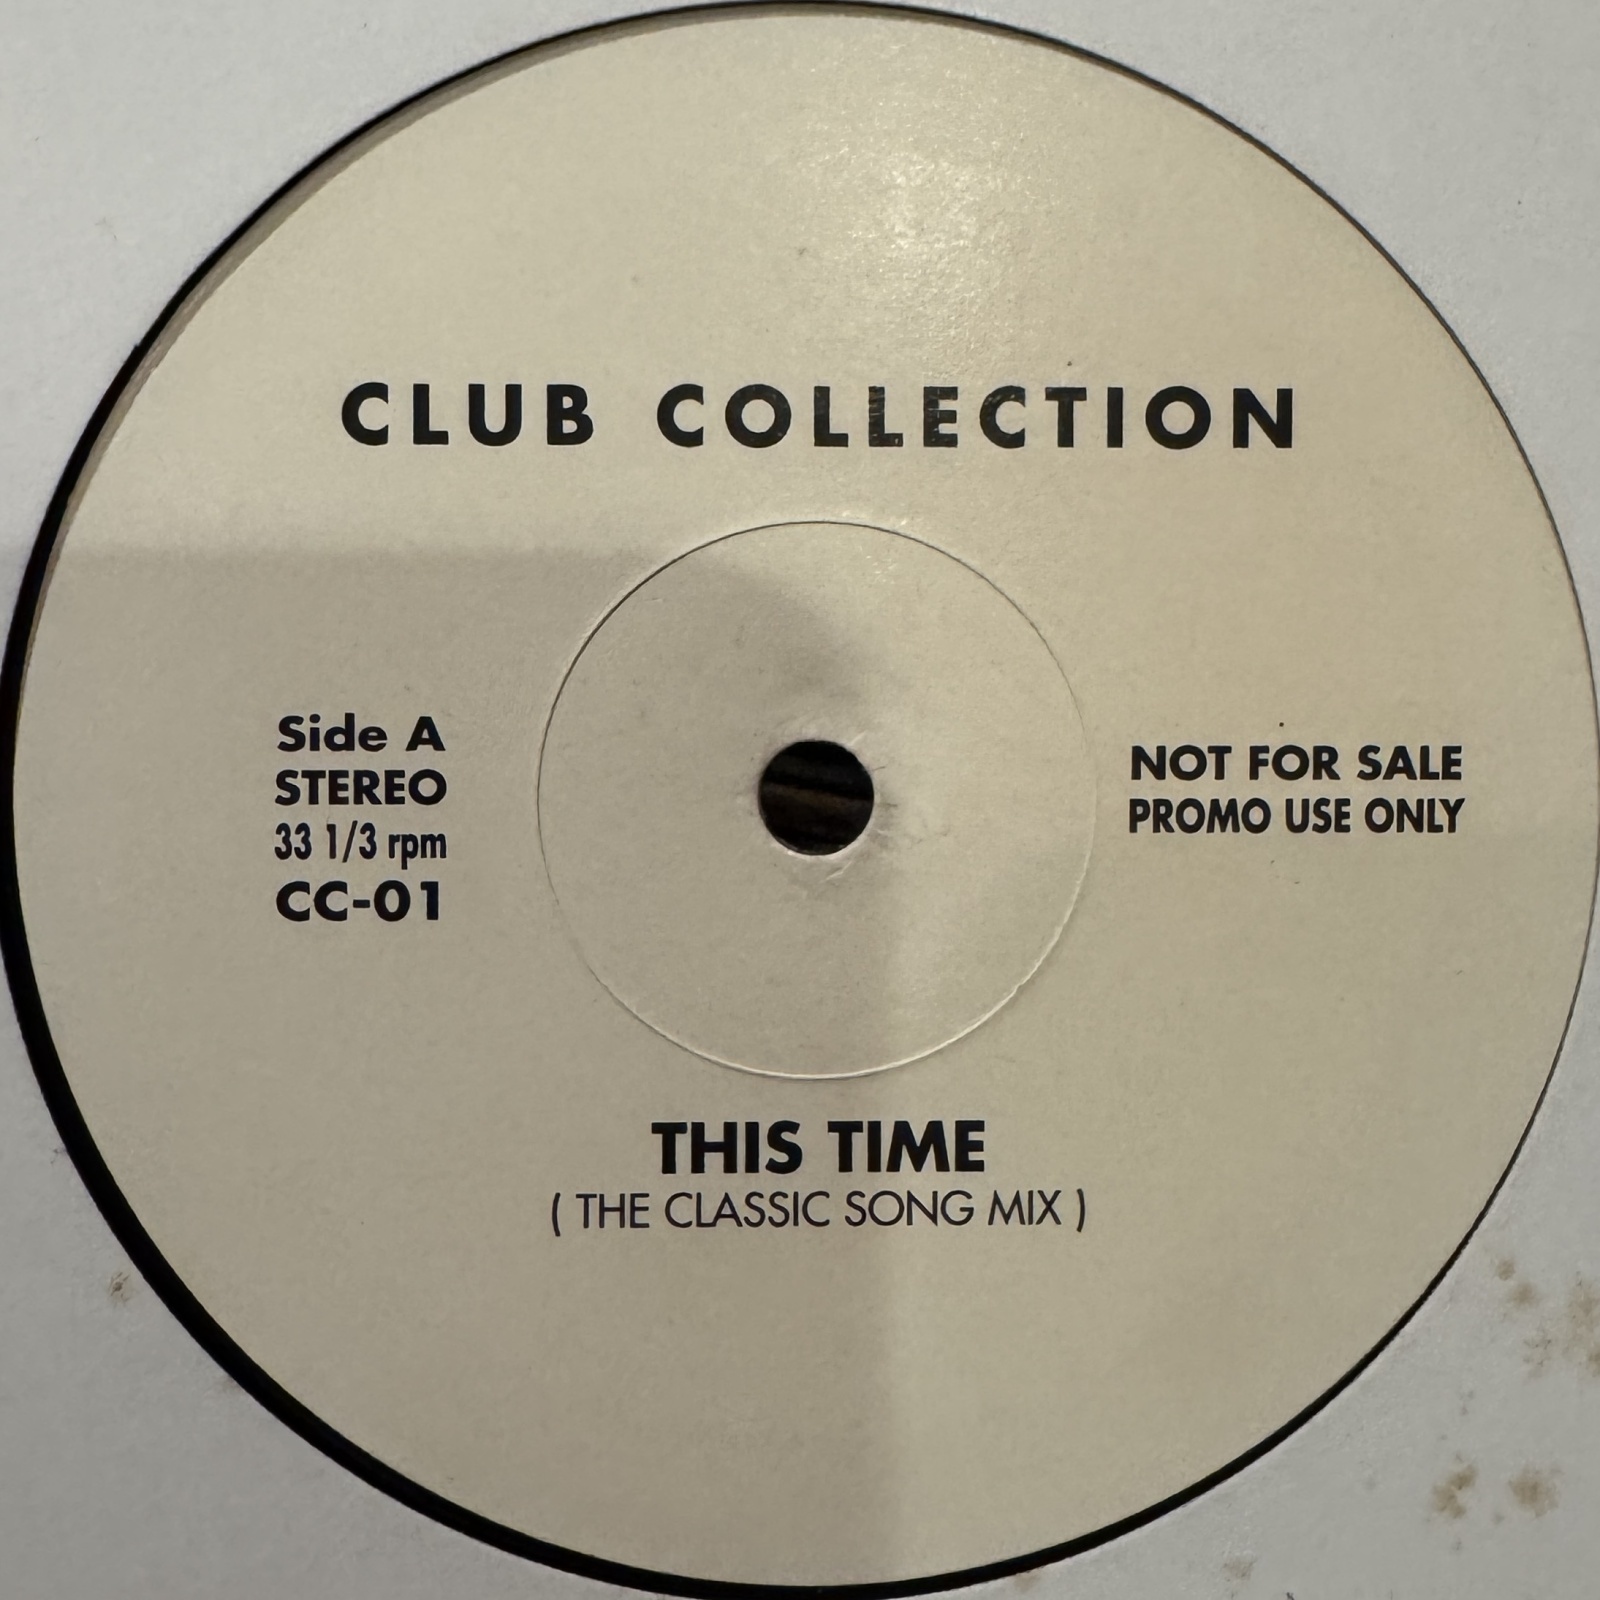 CLUB COLLECTION
Side A
STEREO
33 1/3 rpm
CC-01
NOT FOR SALE
PROMO USE ONLY
THIS TIME
( THE CLASSIC SONG MIX )